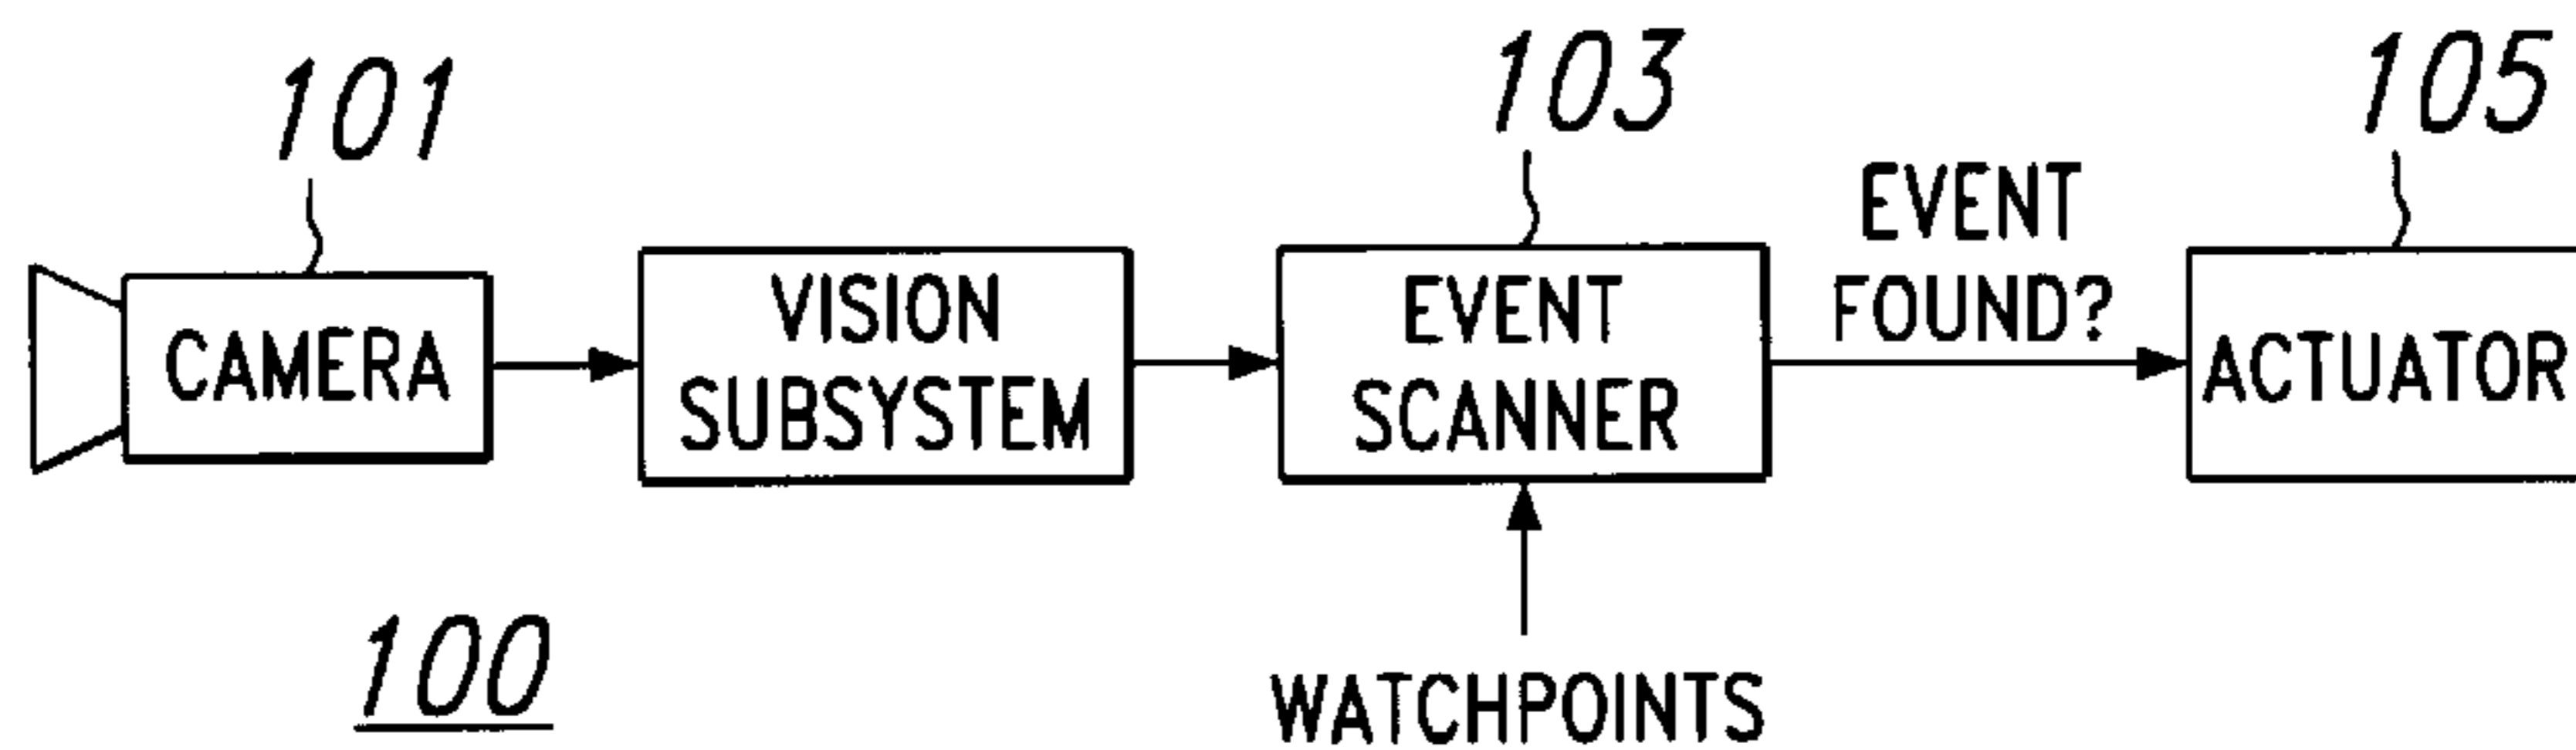 101
103
105
EVENT
FOUND?
CAMERA
VISION
SUBSYSTEM
EVENT
SCANNER
ACTUATOR
100
WATCHPOINTS